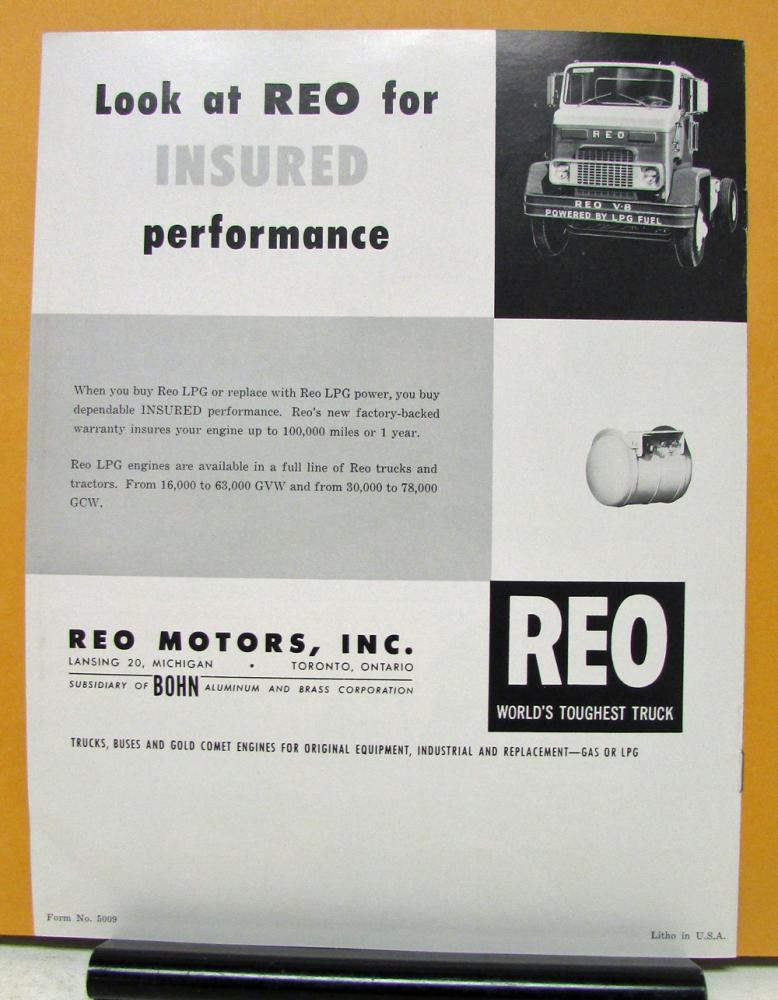 Look at REO for
INSURED
performance
REO
REO V-8
POWERED BY LPG FUEL
When you buy Reo LPG or replace with Reo LPG power, you buy
dependable INSURED performance. Reo's new factory-backed
warranty insures your engine up to 100,000 miles or 1 year.
Reo LPG engines are available in a full line of Reo trucks and
tractors. From 16,000 to 63,000 GVW and from 30,000 to 78,000
GCW.
REO MOTORS, INC.
LANSING 20, MICHIGAN • TORONTO, ONTARIO
SUBSIDIARY OF BOHN ALUMINUM AND BRASS CORPORATION
REO
WORLD'S TOUGHEST TRUCK
TRUCKS, BUSES AND GOLD COMET ENGINES FOR ORIGINAL EQUIPMENT, INDUSTRIAL AND REPLACEMENT—GAS OR LPG
Form No. 5009
Litho in U.S.A.